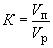 K = Vп / Vр